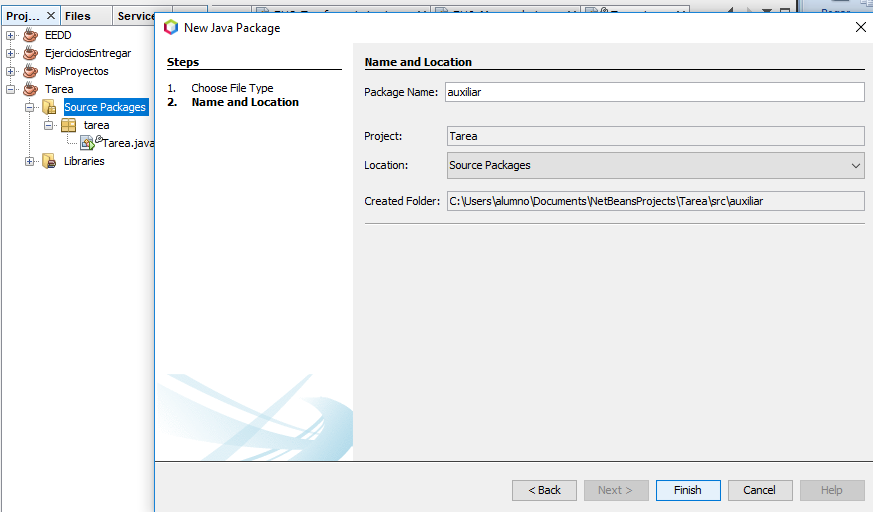 Proj... Files Service
New Java Package
EEDD
EjerciciosEntregar
MisProyectos
Tarea
Source Packages
tarea
Tarea.java
Libraries
Steps
1. Choose File Type
2. Name and Location
Name and Location
Package Name: auxiliar
Project: Tarea
Location: Source Packages
Created Folder: C:\Users\alumno\Documents\NetBeansProjects\Tarea\src\auxiliar
< Back Next > Finish Cancel Help